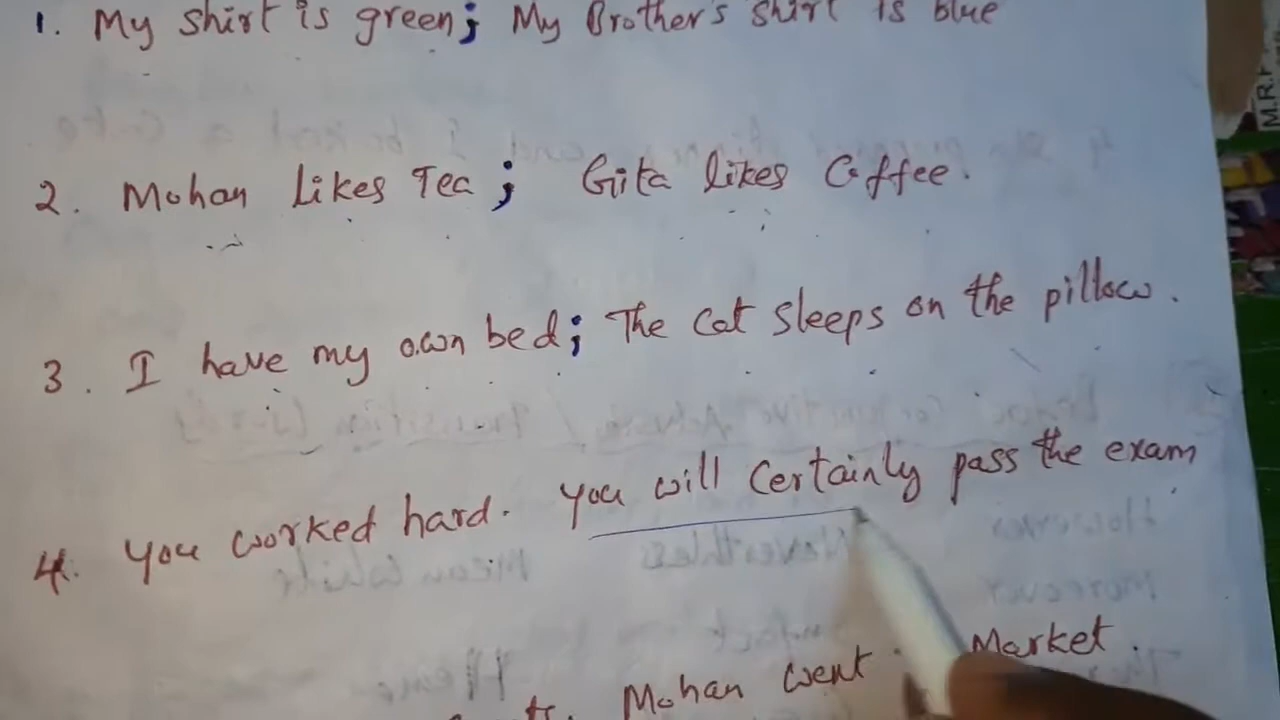 1. My shirt is green; My Brother's shirt is blue
2. Mohan Likes Tea; Gita likes Coffee.
3. I have my own bed; The Cat Sleeps on the pillow.
4. You worked hard. You will Certainly pass the exam
Mohan went Market.
M.R.P